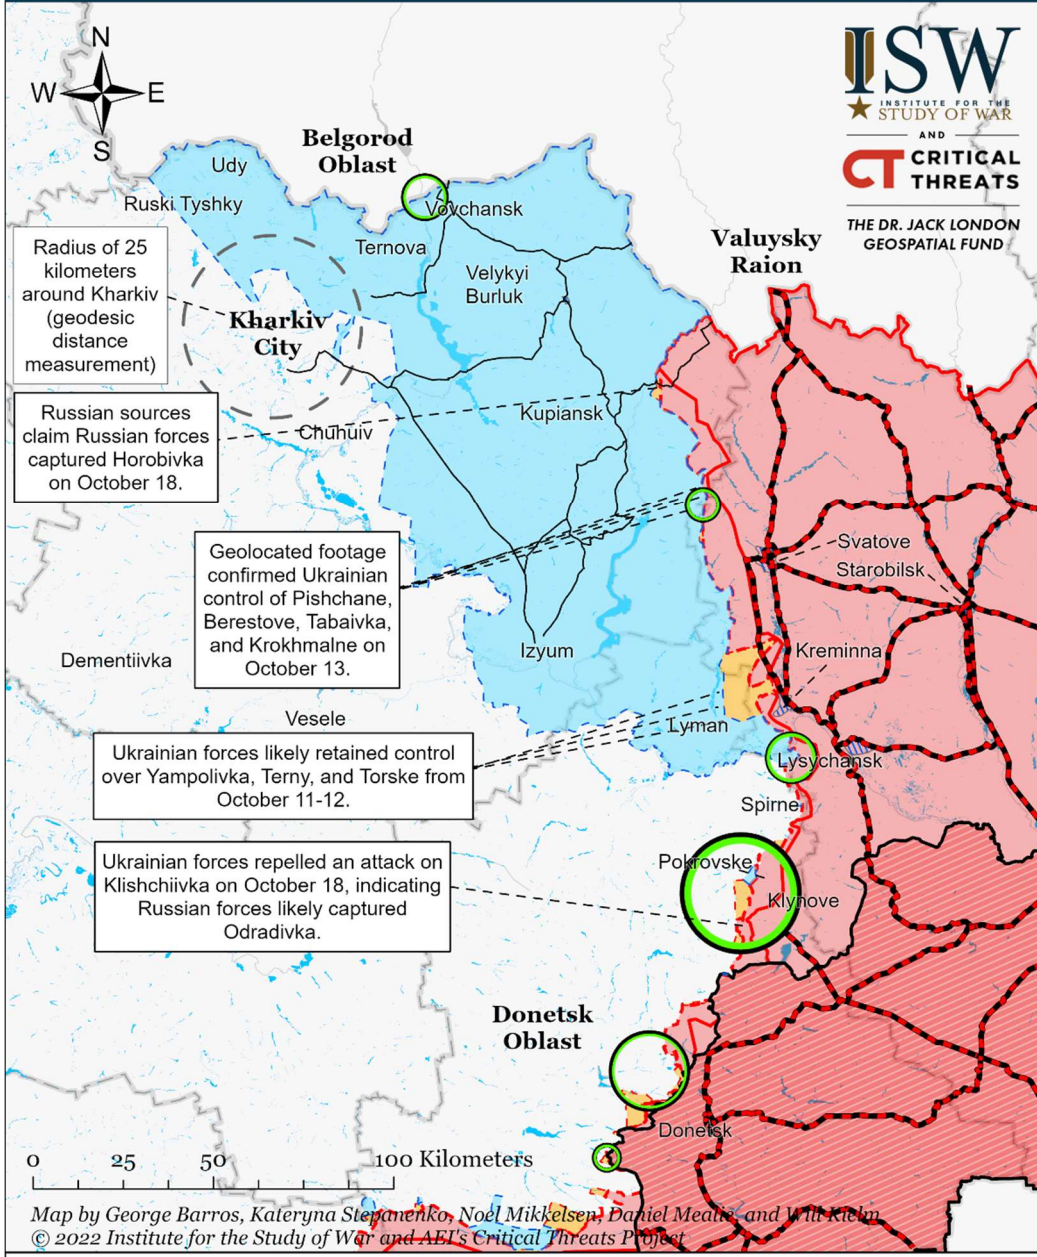 N
W E
S
ISW
INSTITUTE FOR THE
STUDY OF WAR
AND
CT CRITICAL
THREATS
THE DR. JACK LONDON
GEOSPATIAL FUND
Belgorod
Oblast
Udy
Ruski Tyshky
Vovchansk
Ternova
Velykyi
Burluk
Valuysky
Raion
Radius of 25
kilometers
around Kharkiv
(geodesic
distance
measurement)
Kharkiv
City
Russian sources
claim Russian forces
captured Horobivka
on October 18.
Kupiansk
Chuhuiv
Geolocated footage
confirmed Ukrainian
control of Pishchane,
Berestove, Tabaivka,
and Krokhmalne on
October 13.
Svatove
Starobilsk
Izyum
Kreminna
Dementiivka
Vesele
Lyman
Ukrainian forces likely retained control
over Yampolivka, Terny, and Torske from
October 11-12.
Lysychansk
Spirne
Ukrainian forces repelled an attack on
Klishchiivka on October 18, indicating
Russian forces likely captured
Odradivka.
Pokrovske
Klynove
Donetsk
Oblast
Donetsk
0 25 50 100 Kilometers
Map by George Barros, Kateryna Stepanenko, Noel Mikkelsen, Daniel Mealie, and Will Kielm
© 2022 Institute for the Study of War and AEI's Critical Threats Project